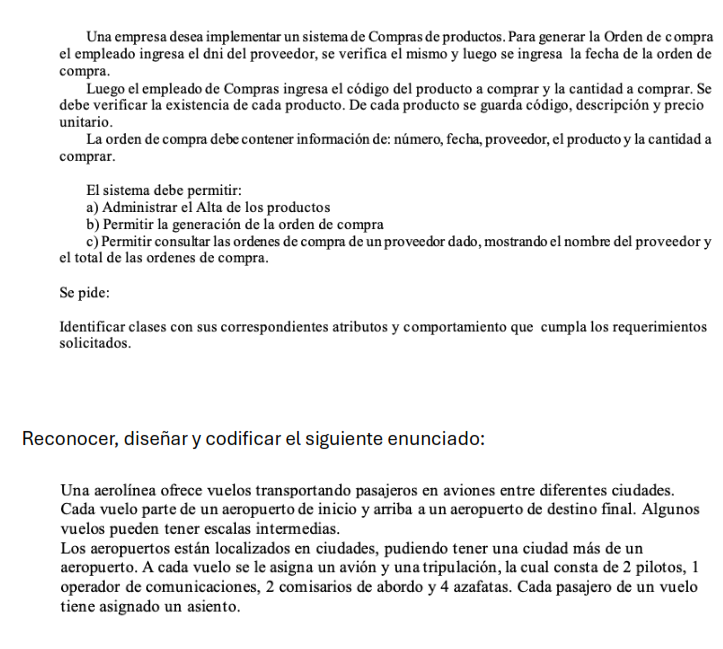 Una empresa desea implementar un sistema de Compras de productos. Para generar la Orden de compra
el empleado ingresa el dni del proveedor, se verifica el mismo y luego se ingresa la fecha de la orden de
compra.
Luego el empleado de Compras ingresa el código del producto a comprar y la cantidad a comprar. Se
debe verificar la existencia de cada producto. De cada producto se guarda código, descripción y precio
unitario.
La orden de compra debe contener información de: número, fecha, proveedor, el producto y la cantidad a
comprar.
El sistema debe permitir:
a) Administrar el Alta de los productos
b) Permitir la generación de la orden de compra
c) Permitir consultar las ordenes de compra de un proveedor dado, mostrando el nombre del proveedor y
el total de las ordenes de compra.
Se pide:
Identificar clases con sus correspondientes atributos y comportamiento que cumpla los requerimientos
solicitados.
Reconocer, diseñar y codificar el siguiente enunciado:
Una aerolínea ofrece vuelos transportando pasajeros en aviones entre diferentes ciudades.
Cada vuelo parte de un aeropuerto de inicio y arriba a un aeropuerto de destino final. Algunos
vuelos pueden tener escalas intermedias.
Los aeropuertos están localizados en ciudades, pudiendo tener una ciudad más de un
aeropuerto. A cada vuelo se le asigna un avión y una tripulación, la cual consta de 2 pilotos, 1
operador de comunicaciones, 2 comisarios de abordo y 4 azafatas. Cada pasajero de un vuelo
tiene asignado un asiento.